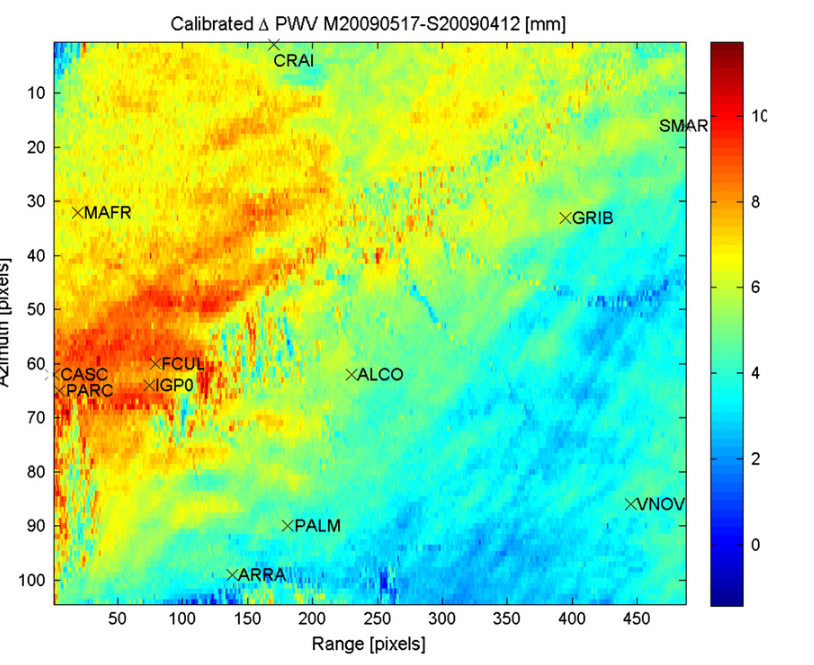 Calibrated Δ PWV M20090517-S20090412 [mm]
CRAI
SMAR
MAFR
GRIB
FCUL
CASC
IGP0
PARC
ALCO
VNOV
PALM
ARRA
10
20
30
40
50
60
70
80
90
100
Azimuth [pixels]
50
100
150
200
250
300
350
400
450
Range [pixels]
10
8
6
4
2
0